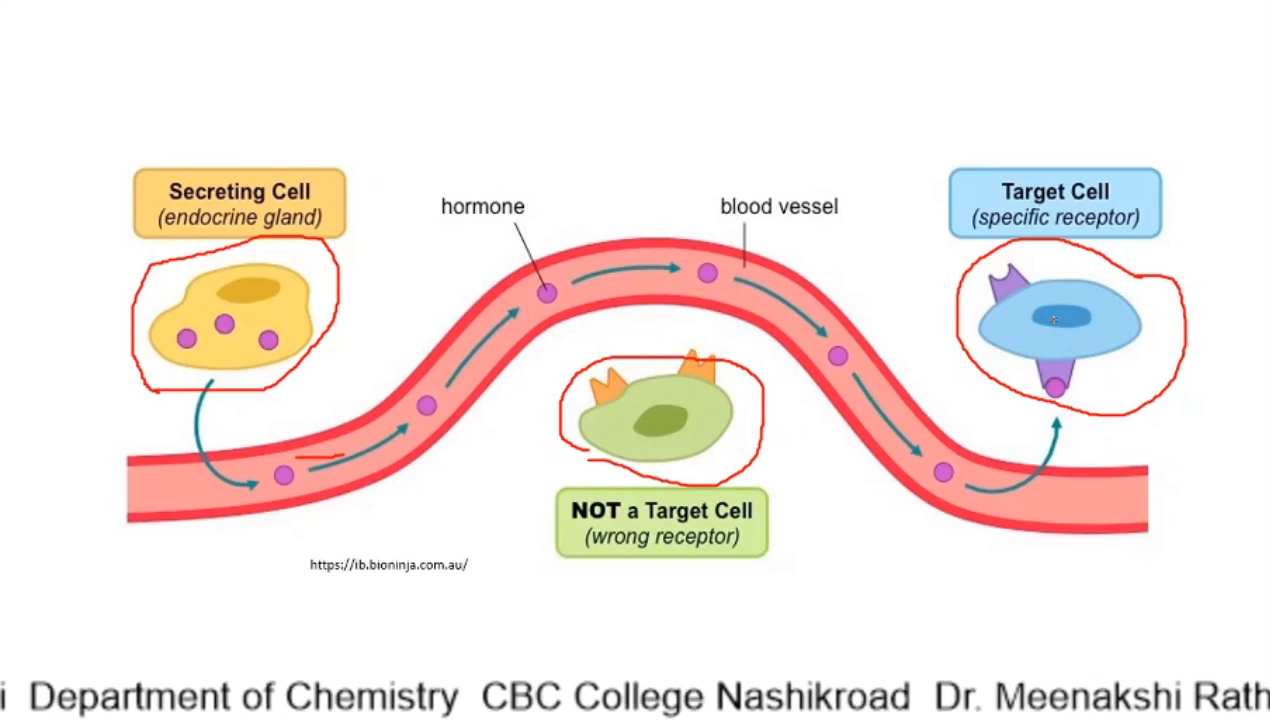 Secreting Cell
(endocrine gland)
hormone
blood vessel
Target Cell
(specific receptor)
NOT a Target Cell
(wrong receptor)
https://ib.bioninja.com.au/
i Department of Chemistry CBC College Nashikroad Dr. Meenakshi Rath